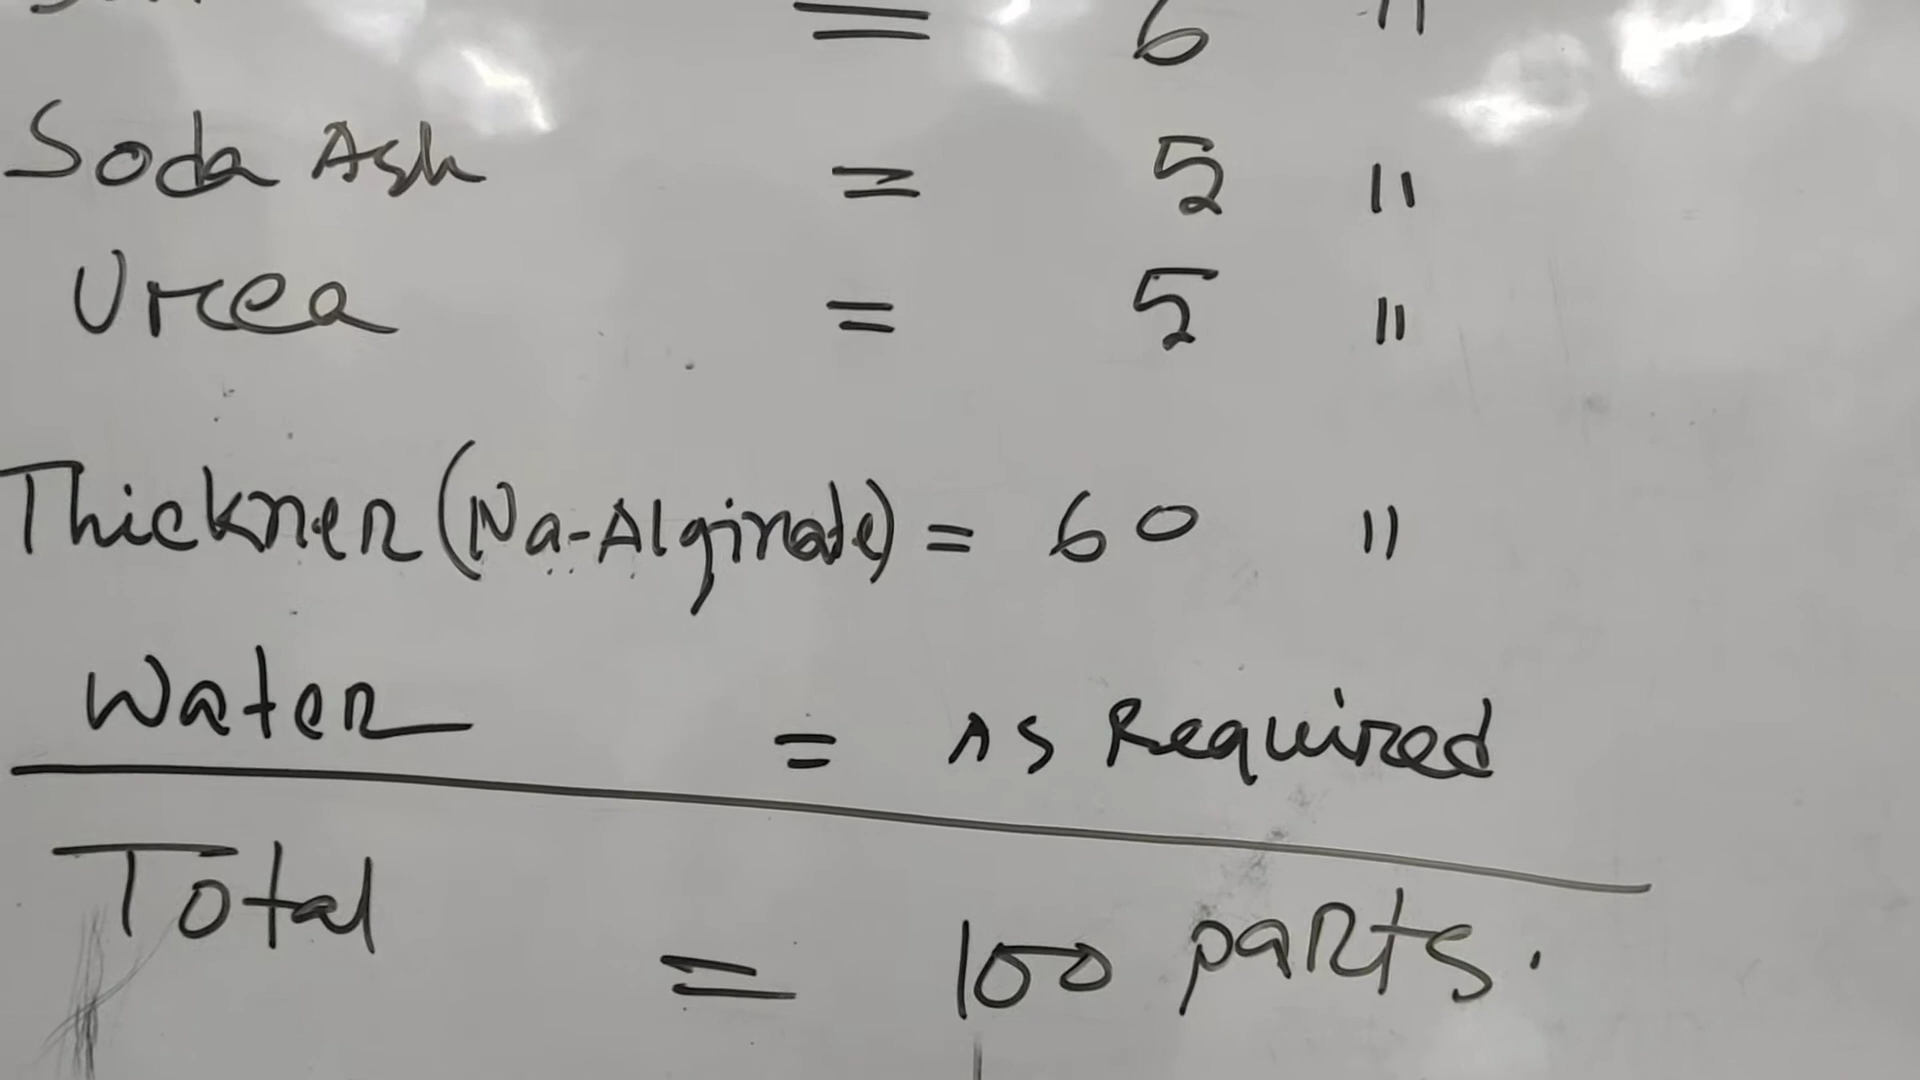 = 6 "
Soda Ash = 5 "
Urea = 5 "
Thickner (Na-Alginate) = 60 "
Water = As Required
Total = 100 parts.